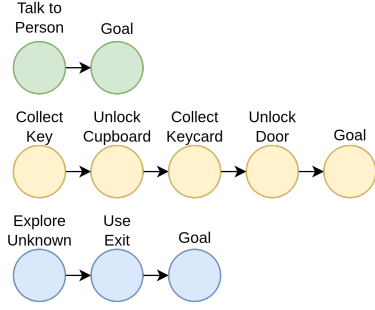 Talk to
Person
Goal
Collect
Key
Unlock
Cupboard
Collect
Keycard
Unlock
Door
Goal
Explore
Unknown
Use
Exit
Goal